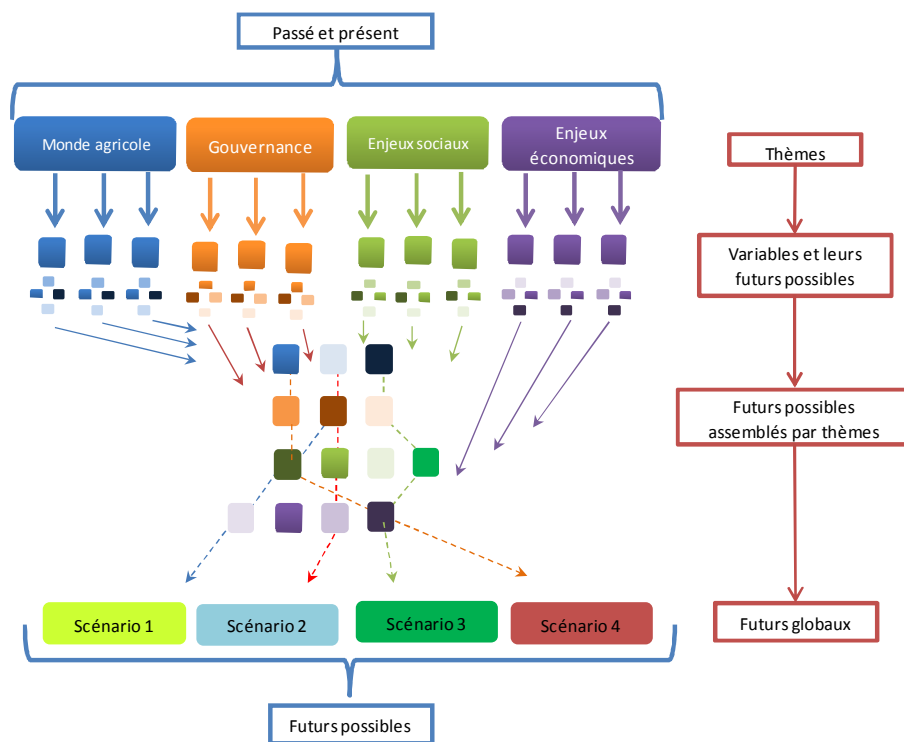 Passé et présent
Monde agricole
Gouvernance
Enjeux sociaux
Enjeux
économiques
Thèmes
Variables et leurs
futurs possibles
Futurs possibles
assemblés par thèmes
Scénario 1
Scénario 2
Scénario 3
Scénario 4
Futurs globaux
Futurs possibles